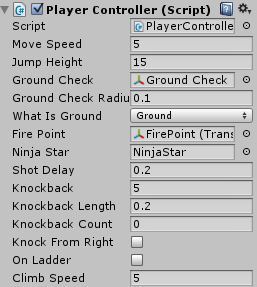 Player Controller (Script)
Script PlayerControlle
Move Speed 5
Jump Height 15
Ground Check Ground Check
Ground Check Radiu 0.1
What Is Ground Ground
Fire Point FirePoint (Trans
Ninja Star NinjaStar
Shot Delay 0.2
Knockback 5
Knockback Length 0.2
Knockback Count 0
Knock From Right
On Ladder
Climb Speed 5